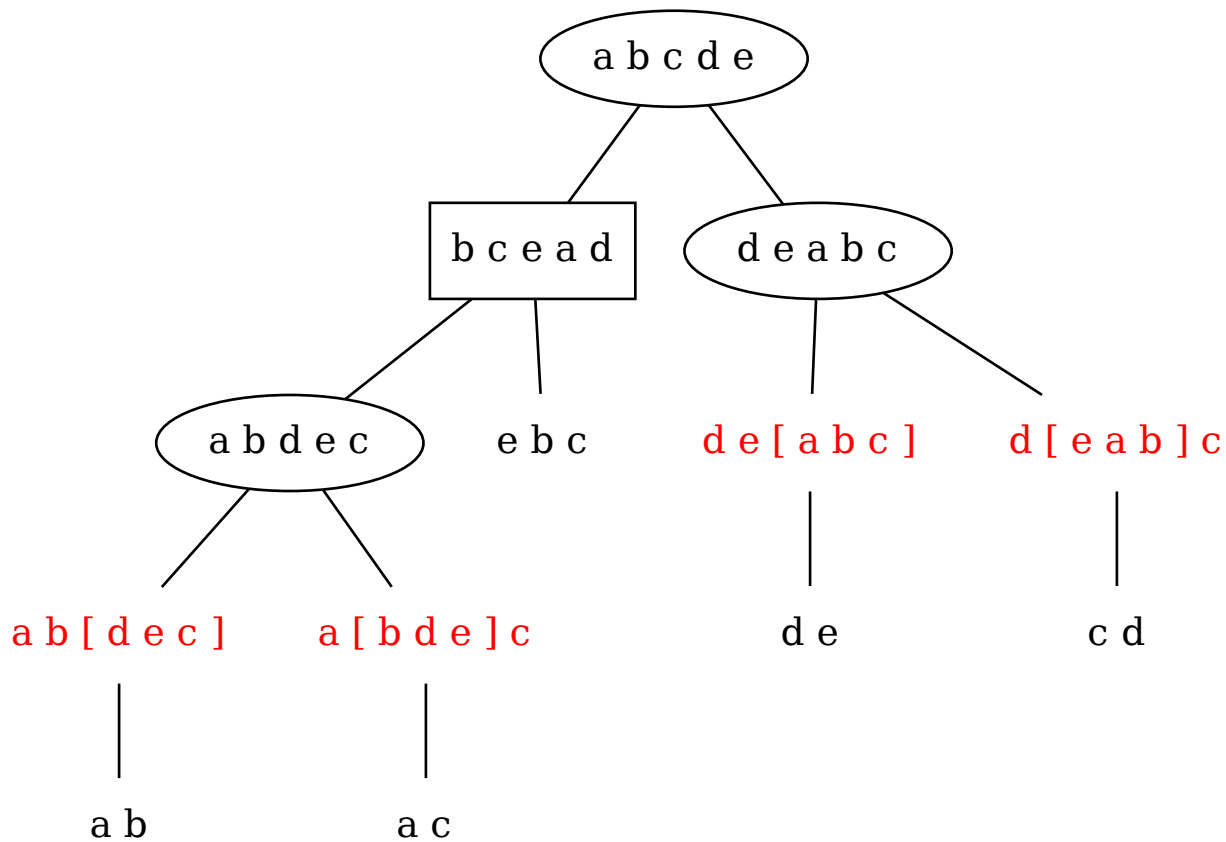 a b c d e
b c e a d
d e a b c
a b d e c
e b c
d e [ a b c ]
d [ e a b ] c
a b [ d e c ]
a [ b d e ] c
d e
c d
a b
a c